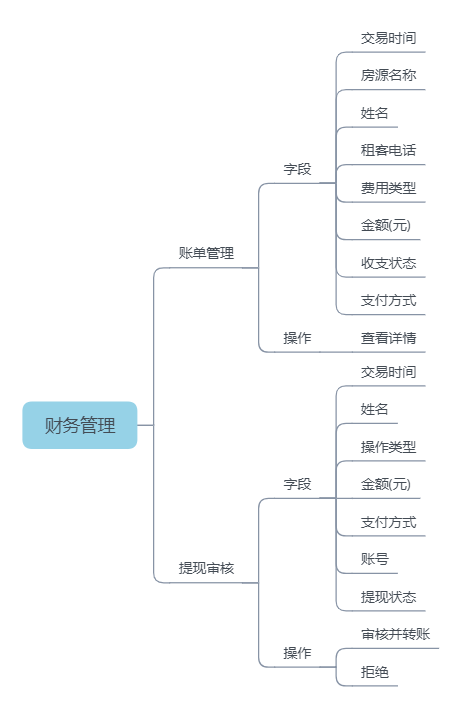 财务管理
账单管理
字段
交易时间
房源名称
姓名
租客电话
费用类型
金额(元)
收支状态
支付方式
操作
查看详情
提现审核
字段
交易时间
姓名
操作类型
金额(元)
支付方式
账号
提现状态
操作
审核并转账
拒绝